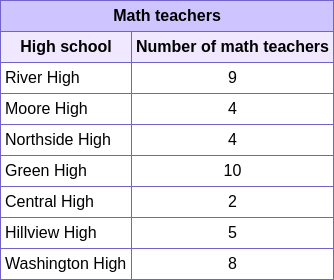 Math teachers
High school Number of math teachers
River High 9
Moore High 4
Northside High 4
Green High 10
Central High 2
Hillview High 5
Washington High 8